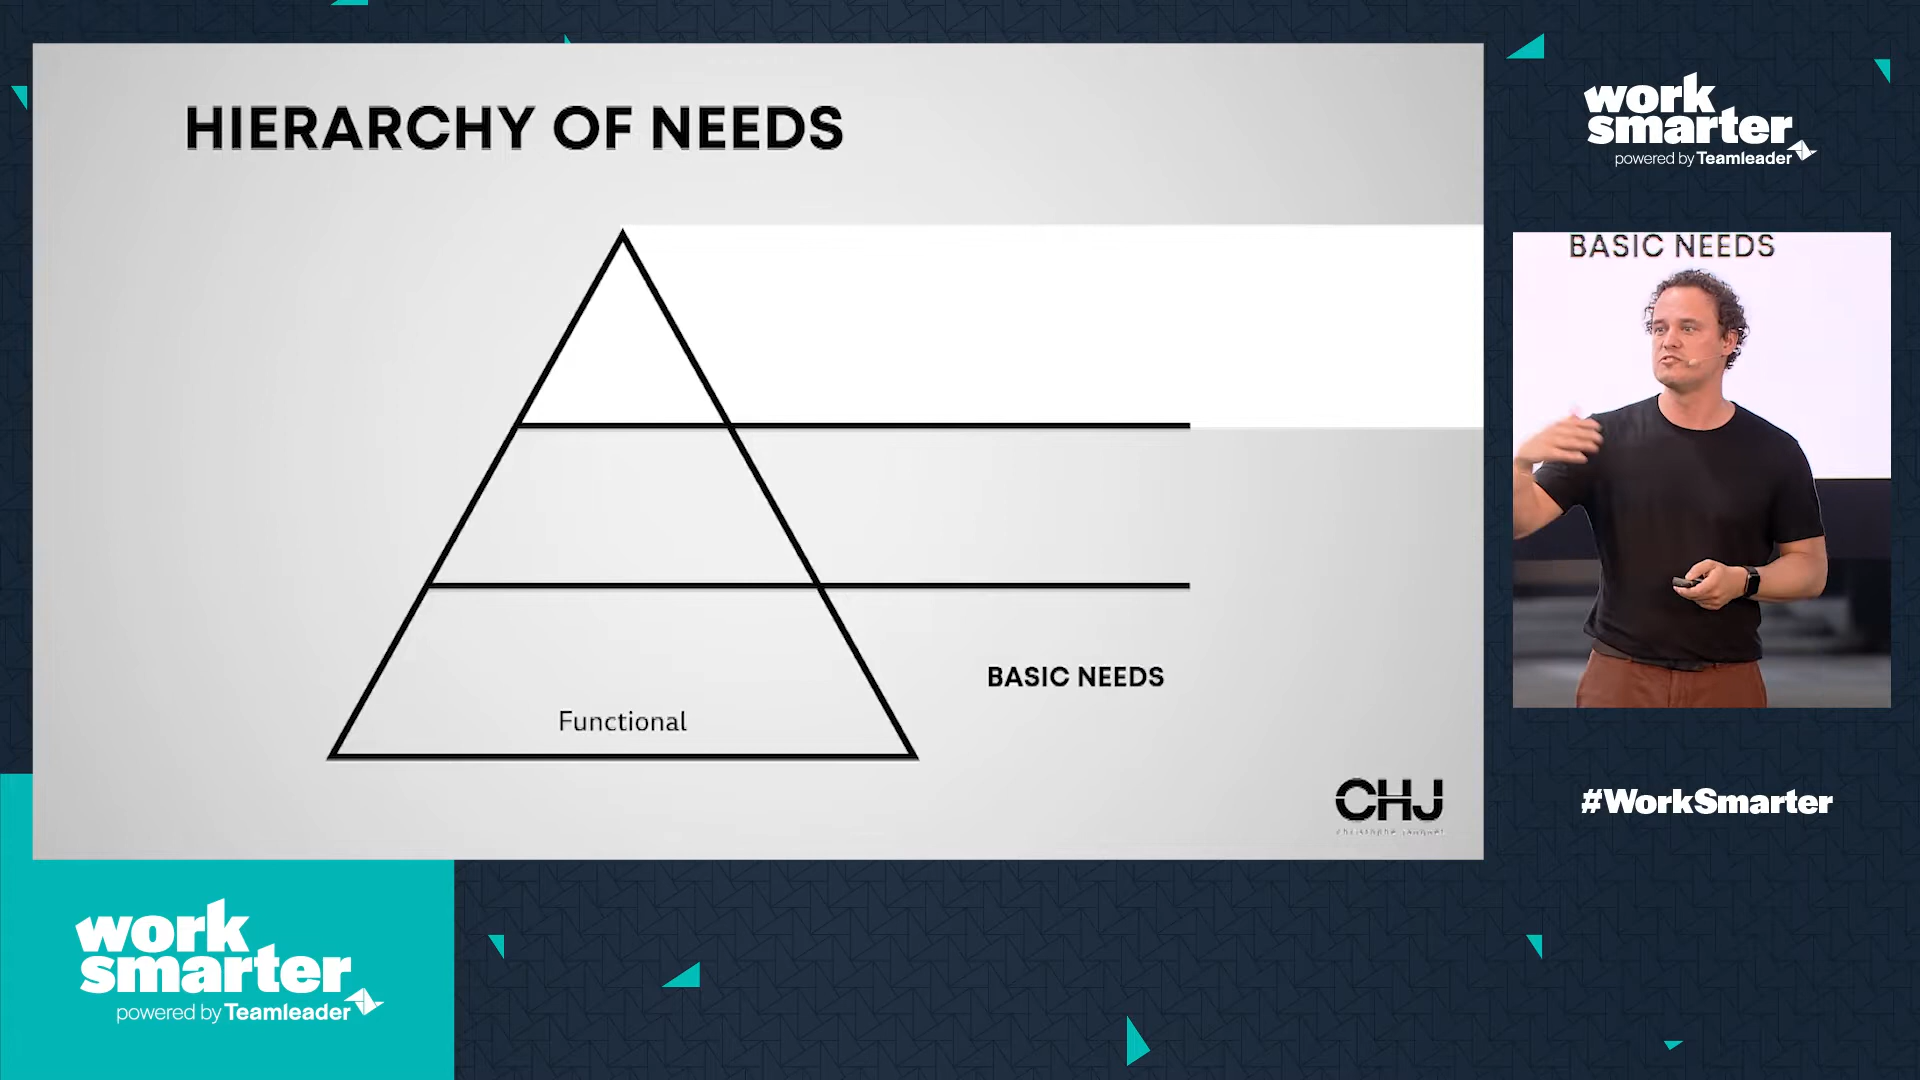 HIERARCHY OF NEEDS
BASIC NEEDS
Functional
CHJ
work
smarter
powered by Teamleader
BASIC NEEDS
#WorkSmarter
work
smarter
powered by Teamleader